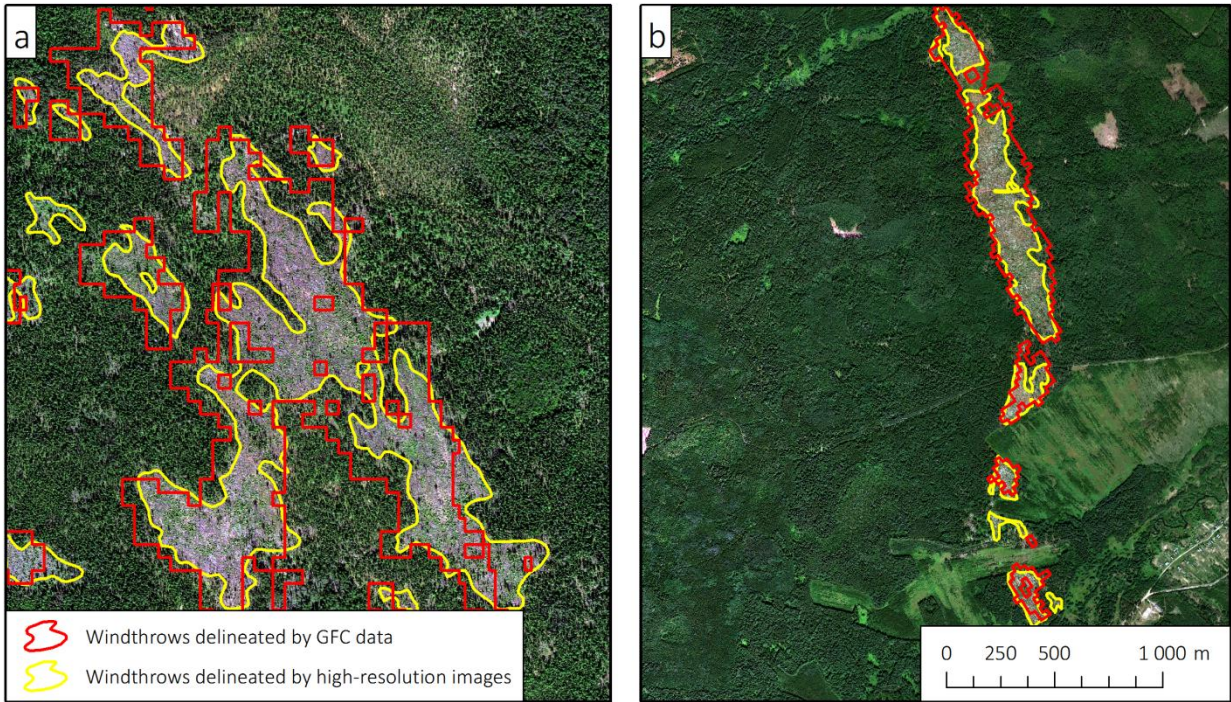 a
b
Windthrows delineated by GFC data
Windthrows delineated by high-resolution images
0 250 500 1 000 m